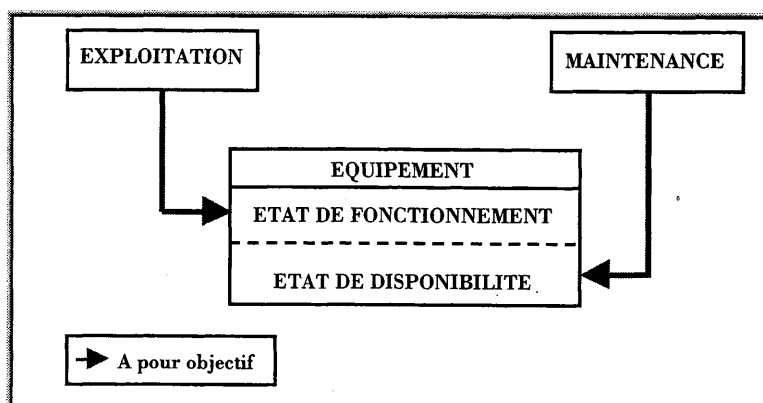 EXPLOITATION
MAINTENANCE
EQUIPEMENT
ETAT DE FONCTIONNEMENT
ETAT DE DISPONIBILITE
A pour objectif